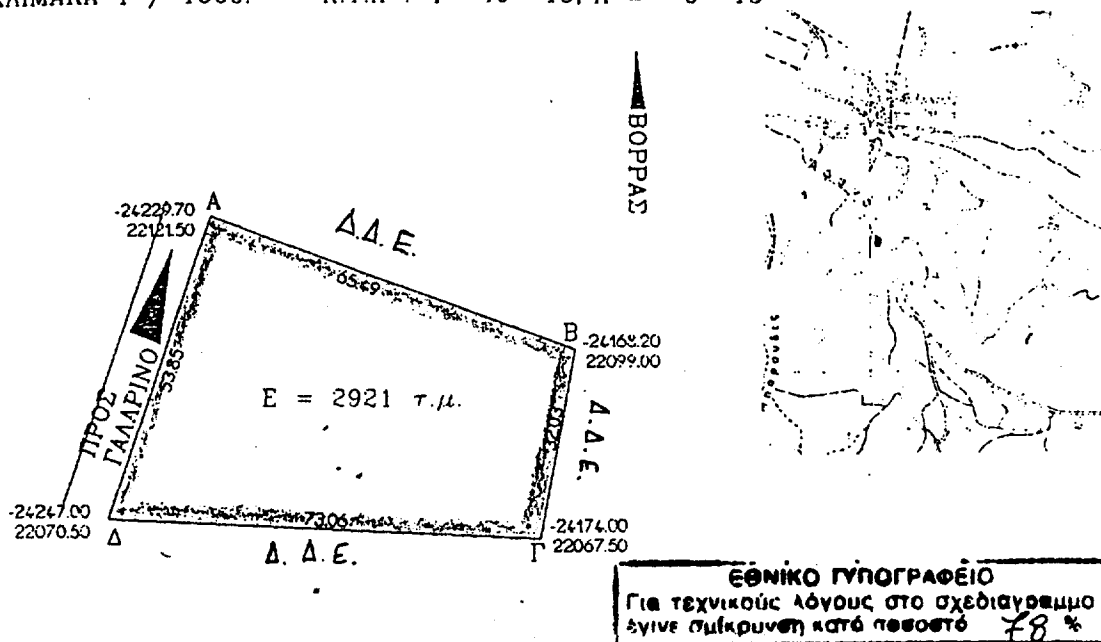 ΒΟΡΡΑΣ
Α
-24229.70
22121.50
Δ.Δ.Ε.
65.49
Β
-24168.20
22099.00
ΠΡΟΣ
ΓΑΛΑΡΙΝΟ
53.85
Ε = 2921 τ.μ.
32.03
Δ.Δ.Ε.
-24247.00
22070.50
Δ
73.06
Δ.Δ.Ε.
Γ
-24174.00
22067.50
ΕΘΝΙΚΟ ΤΥΠΟΓΡΑΦΕΙΟ
Για τεχνικούς λόγους στο σχεδιαγραμμο
έγινε σμίκρυνση κατά ποσοστό 78 %